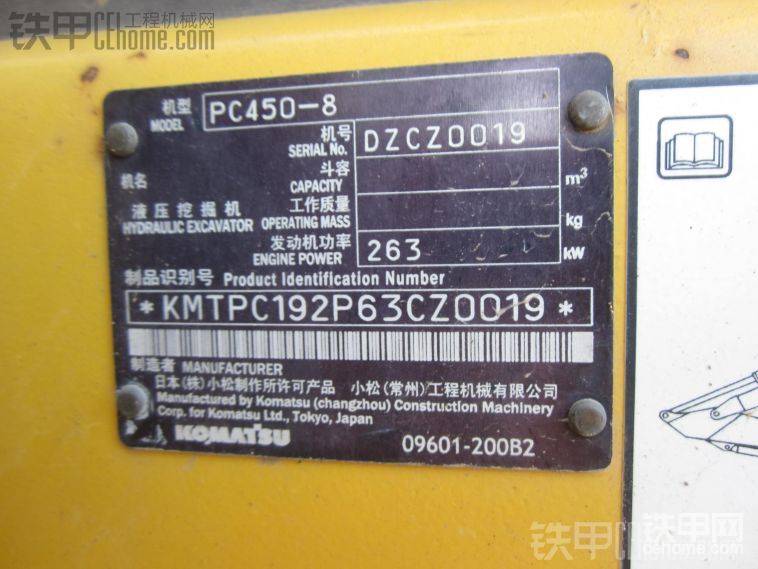 铁甲 工程机械网
CEhome.com
机型 MODEL PC450-8
机号 SERIAL No. DZCZ0019
机名
斗容 CAPACITY m³
液压挖掘机 HYDRAULIC EXCAVATOR
工作质量 OPERATING MASS kg
发动机功率 ENGINE POWER 263 kW
制品识别号 Product Identification Number
*KMTPC192P63CZ0019*
制造者 MANUFACTURER
日本(株)小松制作所许可产品 小松(常州)工程机械有限公司
Manufactured by Komatsu (changzhou) Construction Machinery
Corp. for Komatsu Ltd., Tokyo, Japan
KOMATSU 09601-200B2
铁甲网
cehome.com